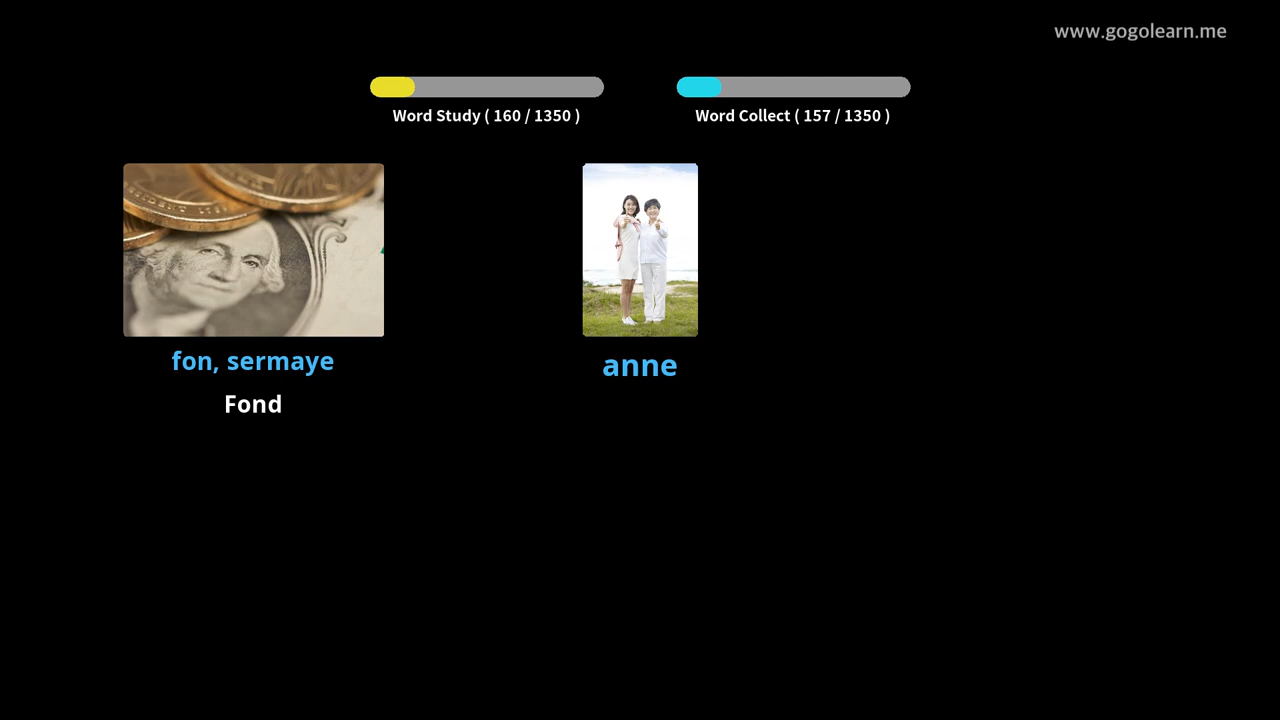 www.gogolearn.me
Word Study ( 160 / 1350 )
Word Collect ( 157 / 1350 )
fon, sermaye
Fond
anne